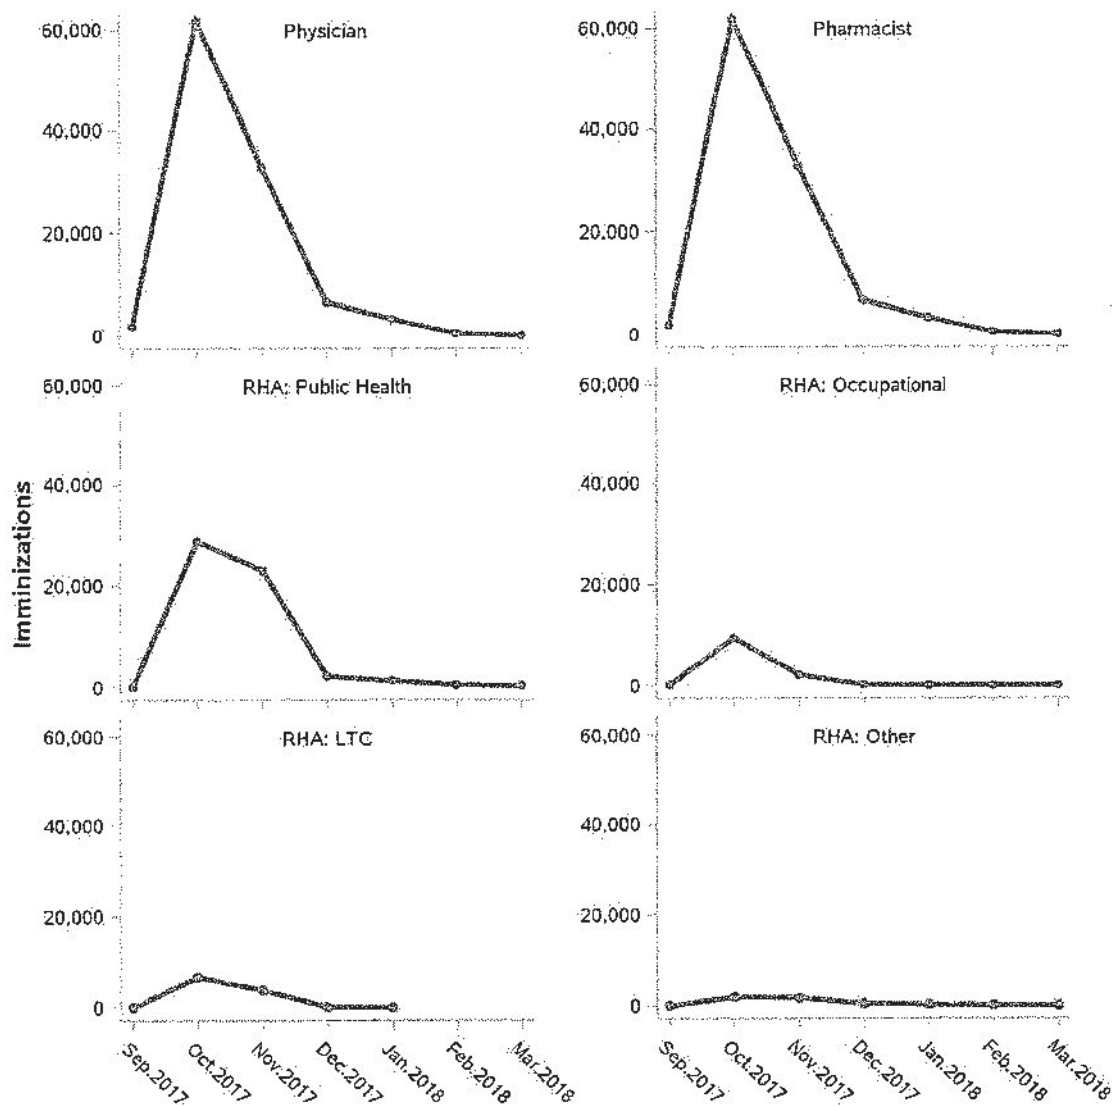 Physician
60,000
40,000
20,000
0
Pharmacist
60,000
40,000
20,000
0
Imminizations
RHA: Public Health
60,000
40,000
20,000
0
RHA: Occupational
60,000
40,000
20,000
0
RHA: LTC
60,000
40,000
20,000
0
Sep.2017
Oct.2017
Nov.2017
Dec.2017
Jan.2018
Feb.2018
Mar.2018
RHA: Other
60,000
40,000
20,000
0
Sep.2017
Oct.2017
Nov.2017
Dec.2017
Jan.2018
Feb.2018
Mar.2018